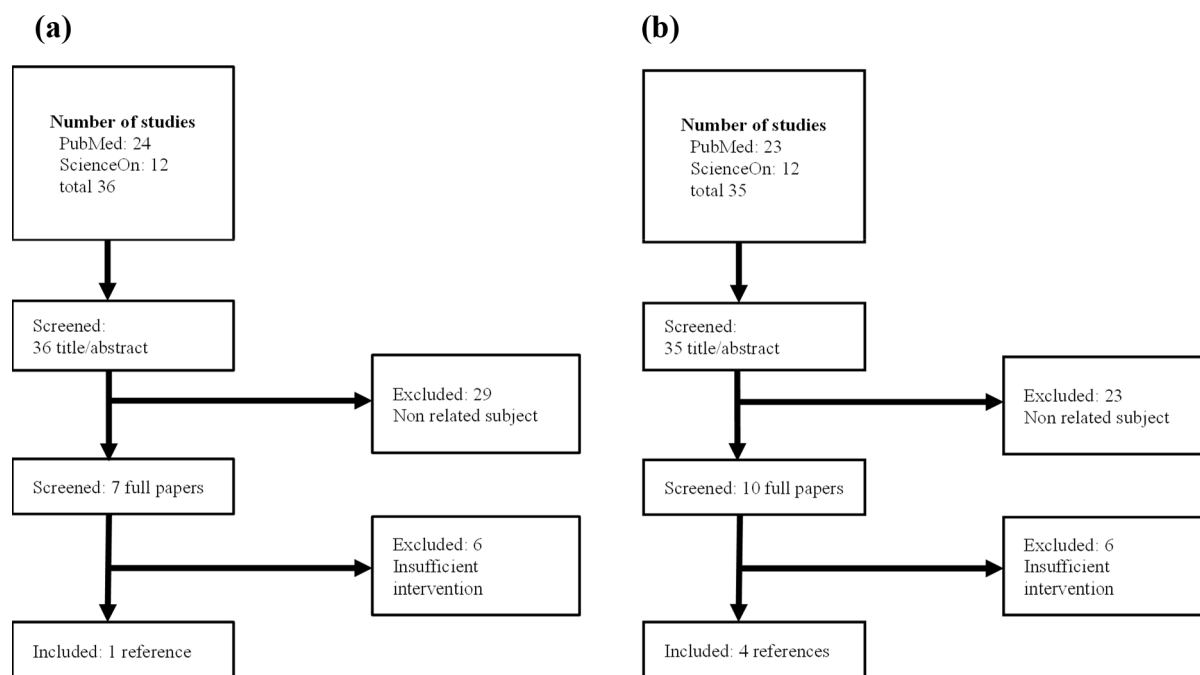 (a)
Number of studies
PubMed: 24
ScienceOn: 12
total 36
Screened:
36 title/abstract
Excluded: 29
Non related subject
Screened: 7 full papers
Excluded: 6
Insufficient
intervention
Included: 1 reference
(b)
Number of studies
PubMed: 23
ScienceOn: 12
total 35
Screened:
35 title/abstract
Excluded: 23
Non related subject
Screened: 10 full papers
Excluded: 6
Insufficient
intervention
Included: 4 references